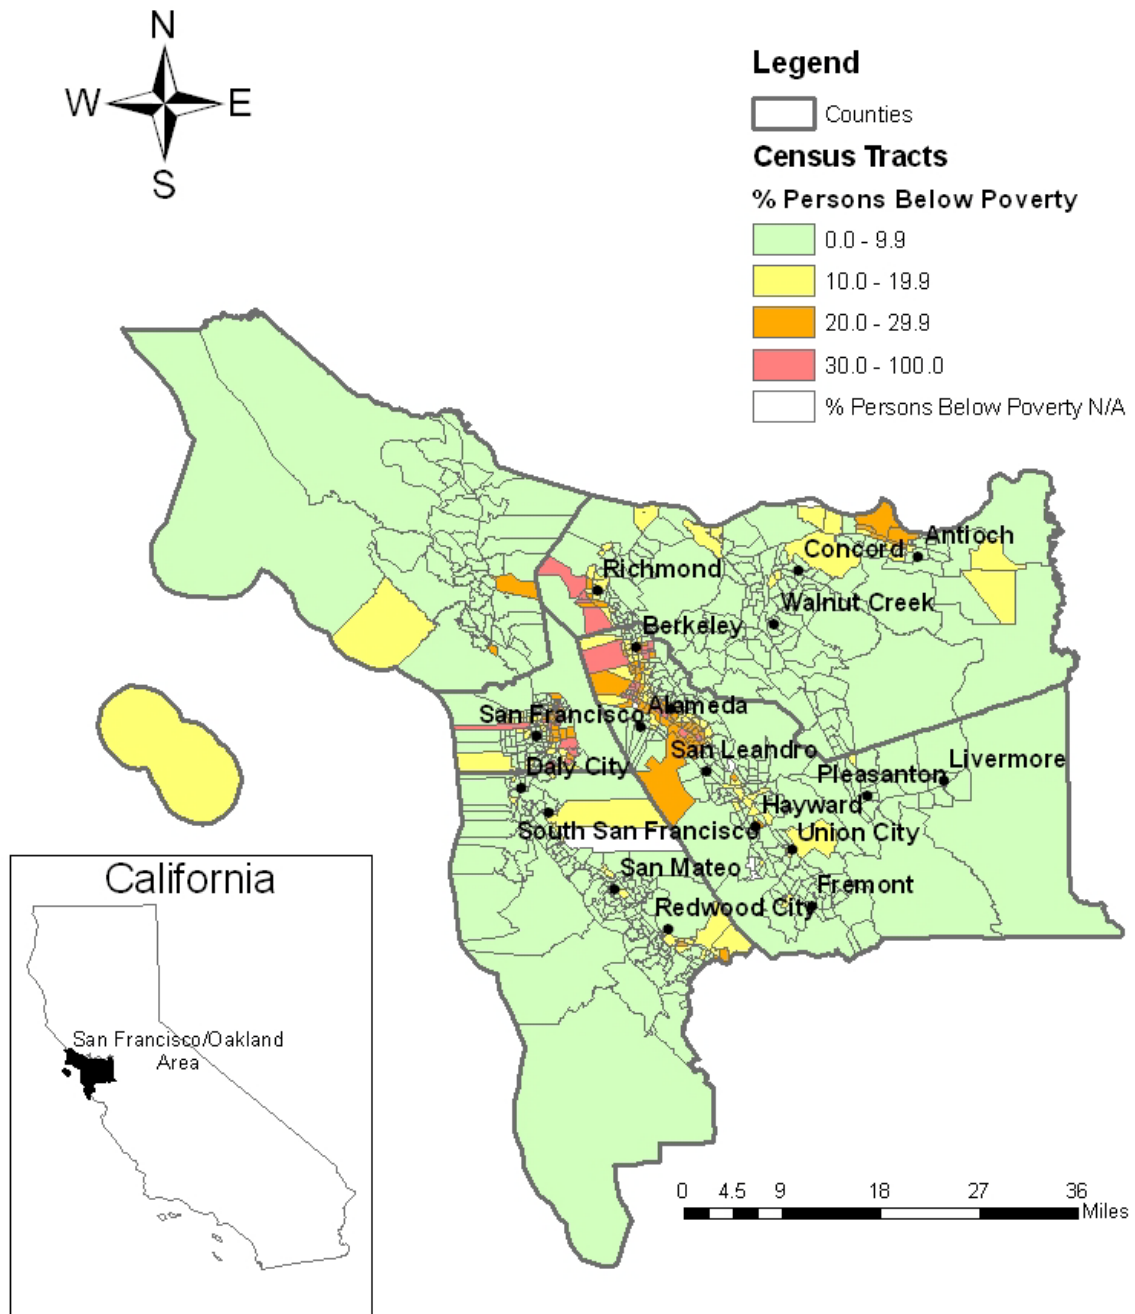 N
W E
S
Legend
Counties
Census Tracts
% Persons Below Poverty
0.0 - 9.9
10.0 - 19.9
20.0 - 29.9
30.0 - 100.0
% Persons Below Poverty N/A
Antioch
Concord
Richmond
Walnut Creek
Berkeley
Alameda
San Francisco
San Leandro
Livermore
Daly City
Pleasanton
Hayward
South San Francisco
Union City
San Mateo
Fremont
Redwood City
California
San Francisco/Oakland
Area
0 4.5 9 18 27 36
Miles